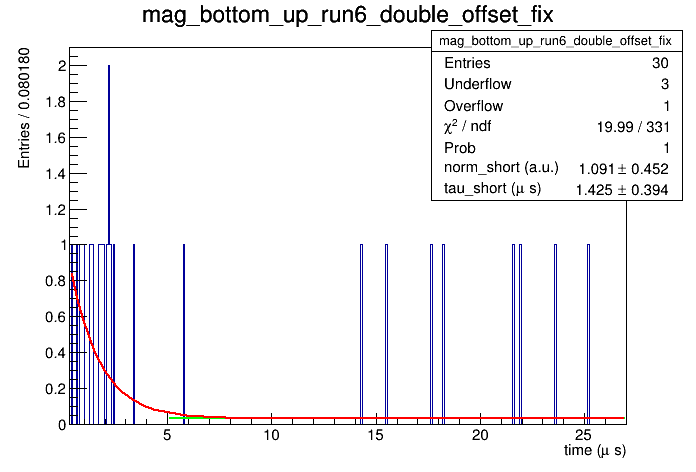 mag_bottom_up_run6_double_offset_fix
mag_bottom_up_run6_double_offset_fix
Entries 30
Underflow 3
Overflow 1
χ² / ndf 19.99 / 331
Prob 1
norm_short (a.u.) 1.091 ± 0.452
tau_short (μ s) 1.425 ± 0.394
Entries / 0.080180
2
1.8
1.6
1.4
1.2
1
0.8
0.6
0.4
0.2
0
5 10 15 20 25
time (μ s)